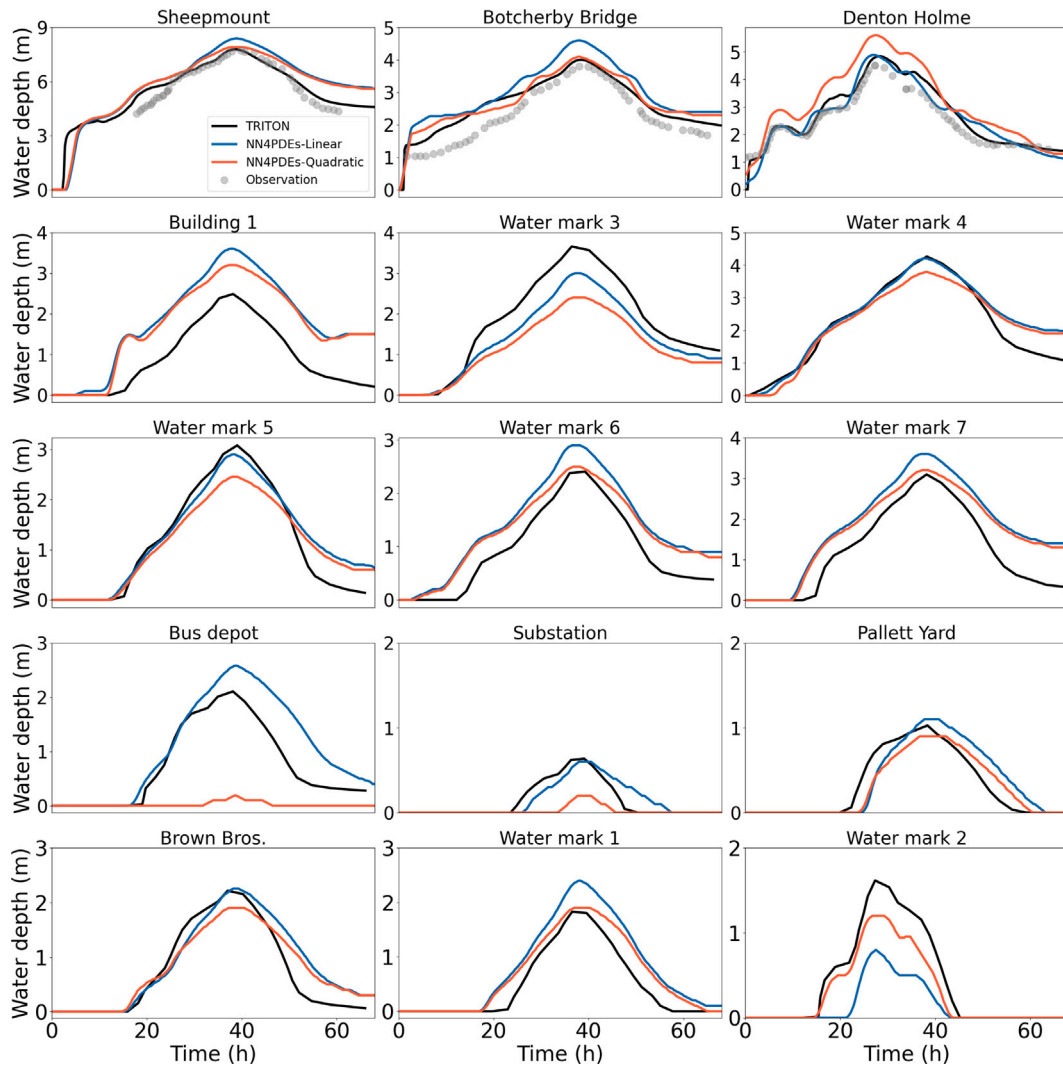 Sheepmount
Botcherby Bridge
Denton Holme
Water depth (m)
9
6
3
0
TRITON
NN4PDEs-Linear
NN4PDEs-Quadratic
Observation
5
4
3
2
1
0
5
4
3
2
1
0
Building 1
Water mark 3
Water mark 4
Water depth (m)
4
3
2
1
0
4
3
2
1
0
5
4
3
2
1
0
Water mark 5
Water mark 6
Water mark 7
Water depth (m)
3
2
1
0
3
2
1
0
4
3
2
1
0
Bus depot
Substation
Pallett Yard
Water depth (m)
3
2
1
0
2
1
0
2
1
0
Brown Bros.
Water mark 1
Water mark 2
Water depth (m)
3
2
1
0
3
2
1
0
2
1
0
0 20 40 60
0 20 40 60
0 20 40 60
Time (h)
Time (h)
Time (h)